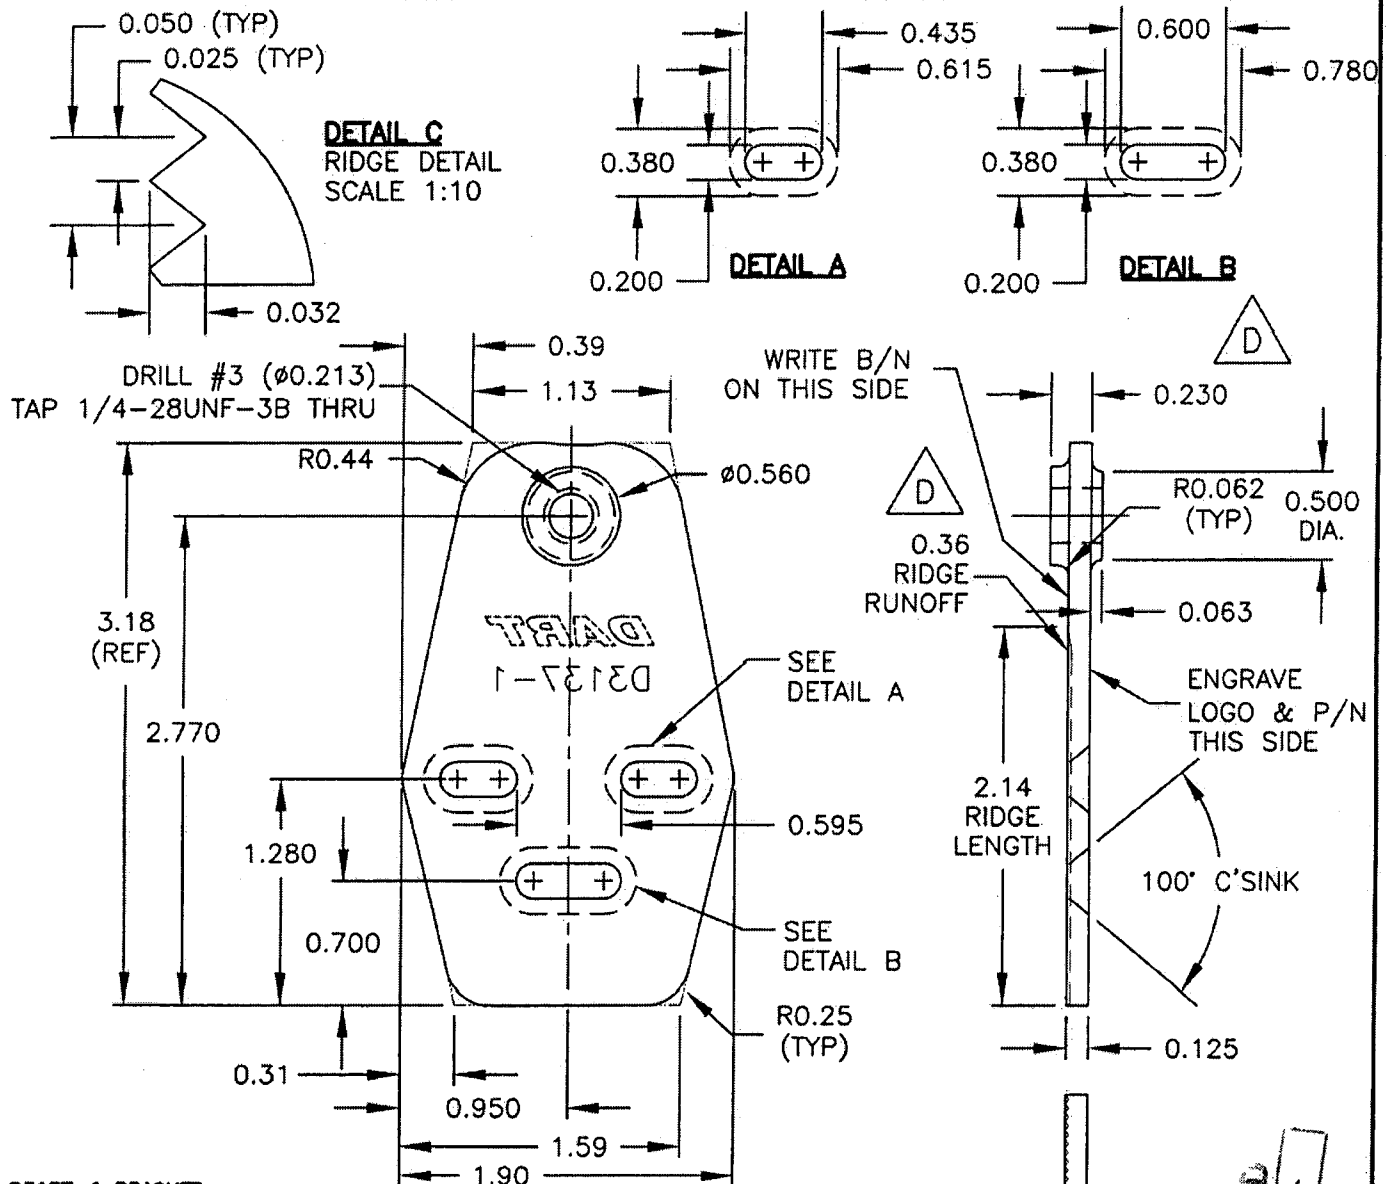 0.050 (TYP)
0.025 (TYP)
DETAIL C
RIDGE DETAIL
SCALE 1:10
0.032
0.435
0.615
0.380
0.200
DETAIL A
0.600
0.780
0.380
0.200
DETAIL B
D
0.39
1.13
DRILL #3 (ø0.213)
TAP 1/4-28UNF-3B THRU
R0.44
ø0.560
WRITE B/N
ON THIS SIDE
D
0.230
R0.062
(TYP)
0.500
DIA.
0.36
RIDGE
RUNOFF
0.063
3.18
(REF)
2.770
DART
D3137-1
SEE
DETAIL A
ENGRAVE
LOGO & P/N
THIS SIDE
2.14
RIDGE
LENGTH
0.595
1.280
100° C'SINK
0.700
SEE
DETAIL B
R0.25
(TYP)
0.125
0.31
0.950
1.59
1.90